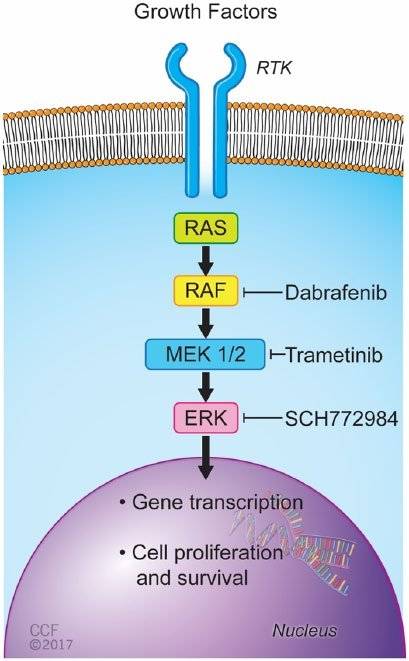 Growth Factors
RTK
RAS
RAF
Dabrafenib
MEK 1/2
Trametinib
ERK
SCH772984
• Gene transcription
• Cell proliferation
and survival
CCF
©2017
Nucleus